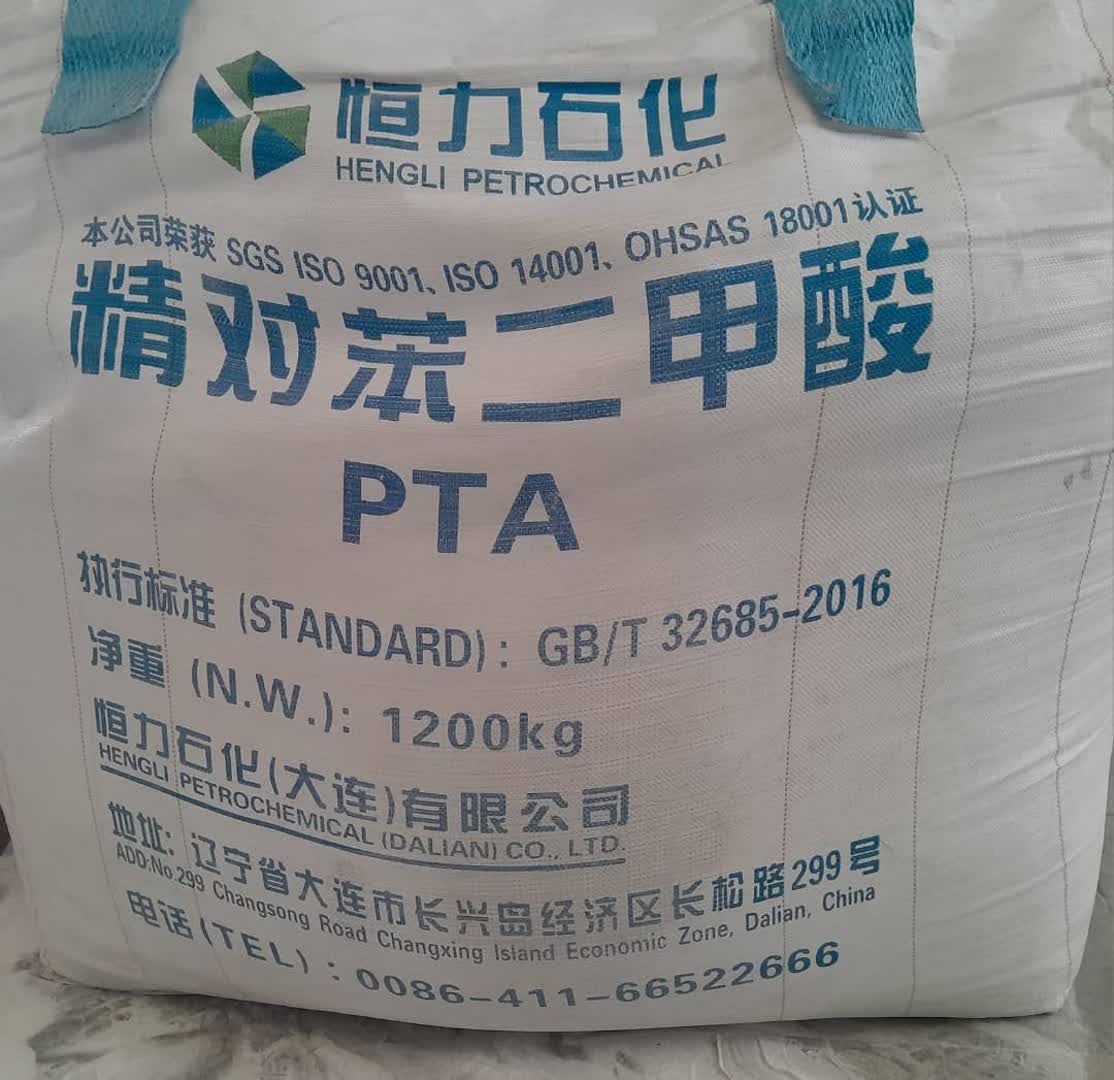 恒力石化
HENGLI PETROCHEMICAL
本公司荣获 SGS ISO 9001、ISO 14001、OHSAS 18001认证
精对苯二甲酸
PTA
执行标准 (STANDARD): GB/T 32685-2016
净重 (N.W.): 1200kg
恒力石化(大连)有限公司
HENGLI PETROCHEMICAL (DALIAN) CO., LTD.
地址: 辽宁省大连市长兴岛经济区长松路299号
ADD:No.299 Changsong Road Changxing Island Economic Zone, Dalian, China
电话(TEL): 0086-411-66522666